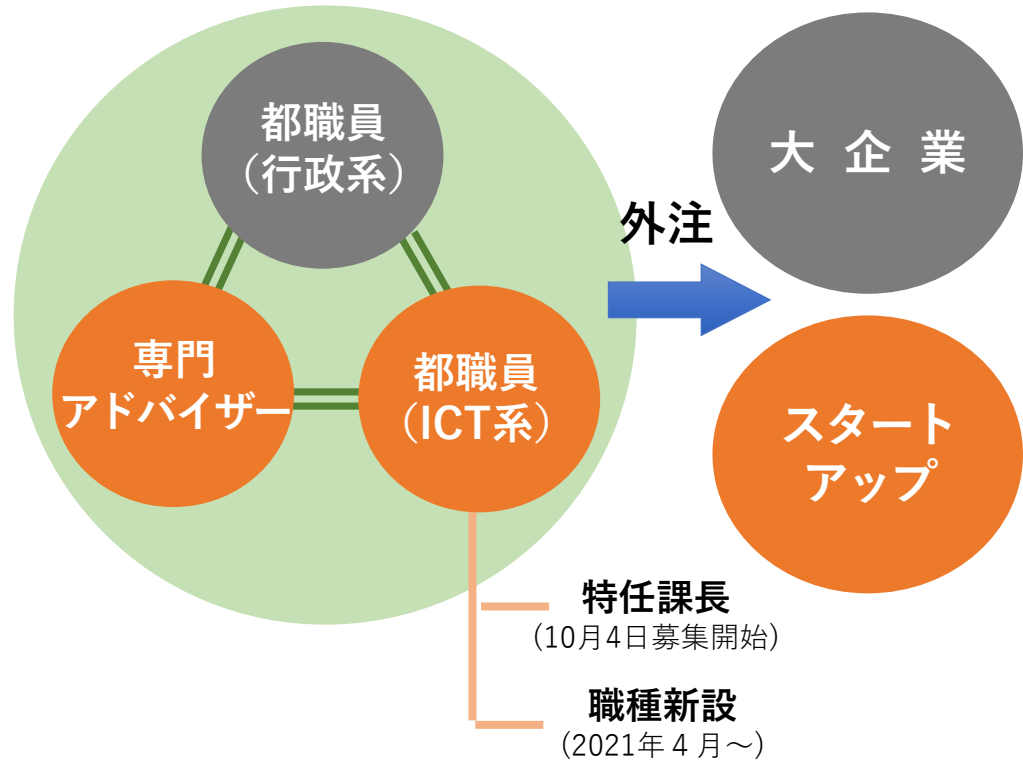 都職員
（行政系）
専門
アドバイザー
都職員
（ICT系）
外注
大 企 業
スタート
アップ
特任課長
(10月4日募集開始)
職種新設
(2021年４月～)